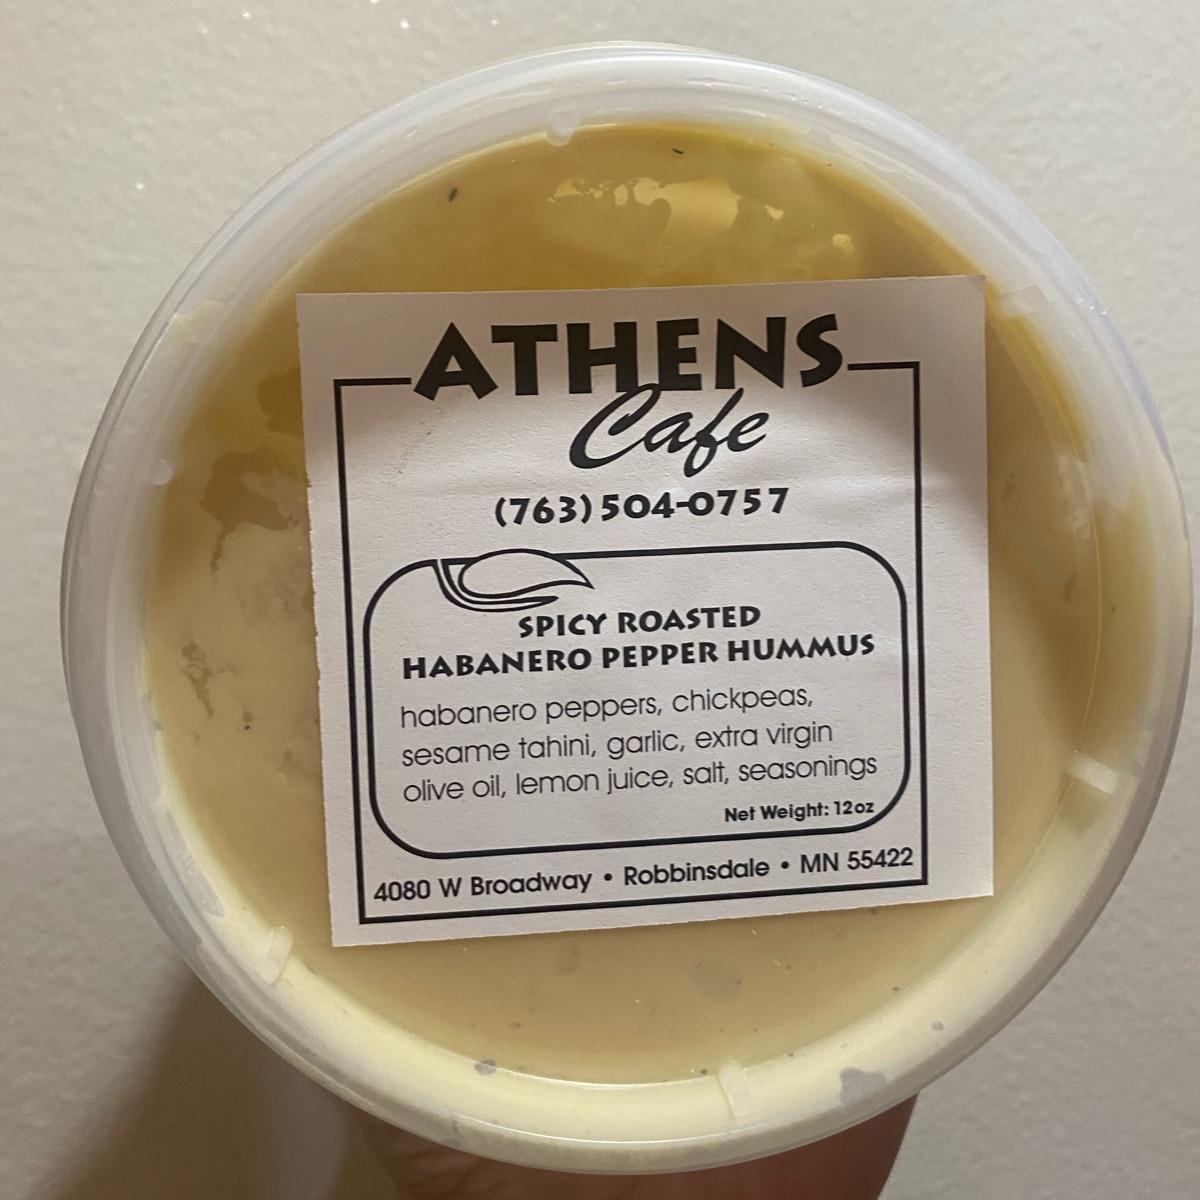 ATHENS
Cafe
(763) 504-0757
SPICY ROASTED
HABANERO PEPPER HUMMUS
habanero peppers, chickpeas,
sesame tahini, garlic, extra virgin
olive oil, lemon juice, salt, seasonings
Net Weight: 12oz
4080 W Broadway • Robbinsdale • MN 55422